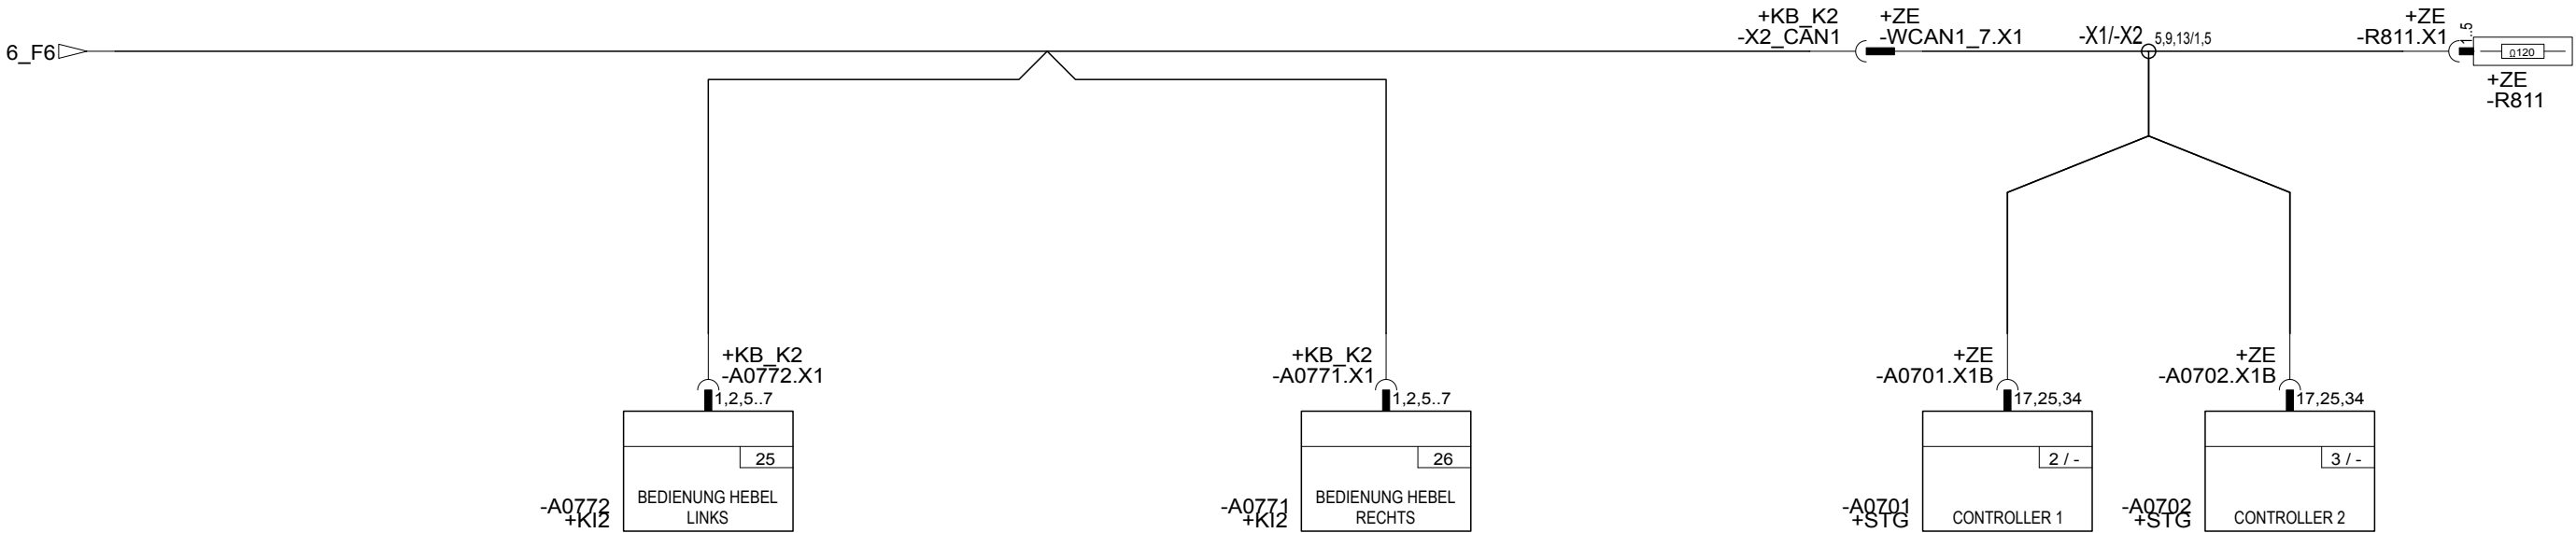 6_F6
+KB_K2
-X2_CAN1
+ZE
-WCAN1_7.X1
-X1/-X2
5,9,13/1,5
+ZE
-R811.X1
1..5
Ω120
+ZE
-R811
+KB_K2
-A0772.X1
1,2,5..7
25
BEDIENUNG HEBEL
LINKS
-A0772
+KI2
+KB_K2
-A0771.X1
1,2,5..7
26
BEDIENUNG HEBEL
RECHTS
-A0771
+KI2
+ZE
-A0701.X1B
17,25,34
2 / -
CONTROLLER 1
-A0701
+STG
+ZE
-A0702.X1B
17,25,34
3 / -
CONTROLLER 2
-A0702
+STG